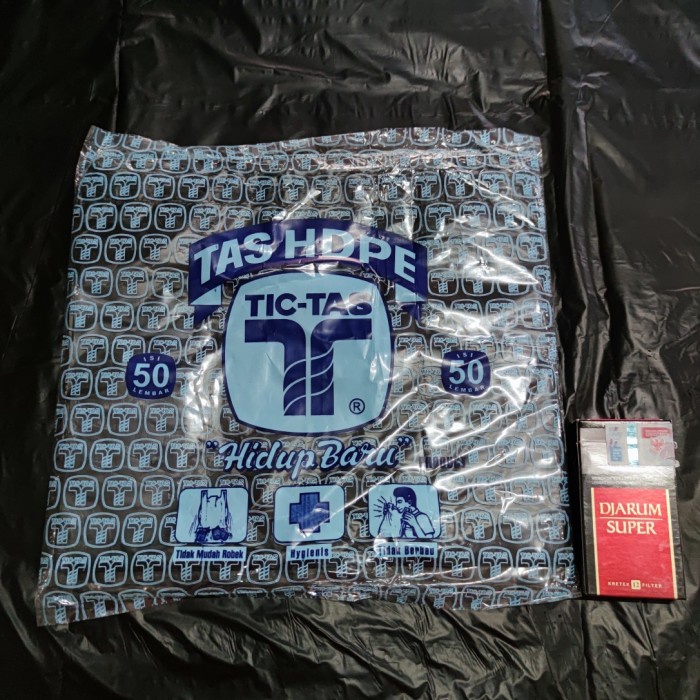 TAS HDPE
TIC-TAS
T
®
ISI
50
LEMBAR
ISI
50
LEMBAR
"Hidup Baru"
Tidak Mudah Robek
Hygienis
Tidak Berbau
DJARUM
SUPER
KRETEK 12 FILTER